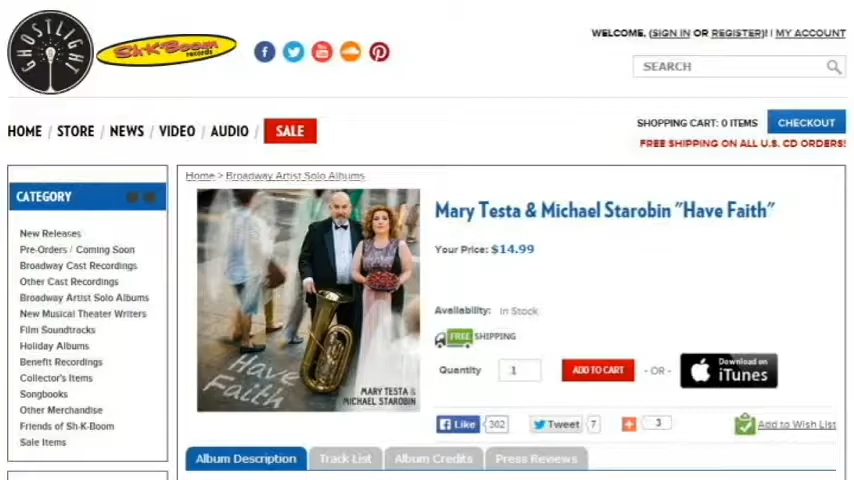 GHOSTLIGHT
Sh-K-Boom
records
WELCOME, (SIGN IN OR REGISTER)! | MY ACCOUNT
SEARCH
HOME / STORE / NEWS / VIDEO / AUDIO / SALE
SHOPPING CART: 0 ITEMS CHECKOUT
FREE SHIPPING ON ALL U.S. CD ORDERS!
CATEGORY
New Releases
Pre-Orders / Coming Soon
Broadway Cast Recordings
Other Cast Recordings
Broadway Artist Solo Albums
New Musical Theater Writers
Film Soundtracks
Holiday Albums
Benefit Recordings
Collector's Items
Songbooks
Other Merchandise
Friends of Sh-K-Boom
Sale Items
Home > Broadway Artist Solo Albums
Have
Faith
MARY TESTA &
MICHAEL STAROBIN
Mary Testa & Michael Starobin "Have Faith"
Your Price: $14.99
Availability: In Stock
FREE SHIPPING
Quantity 1 ADD TO CART - OR - Download on
iTunes
Like 302 Tweet 7 3 Add to Wish List
Album Description Track List Album Credits Press Reviews